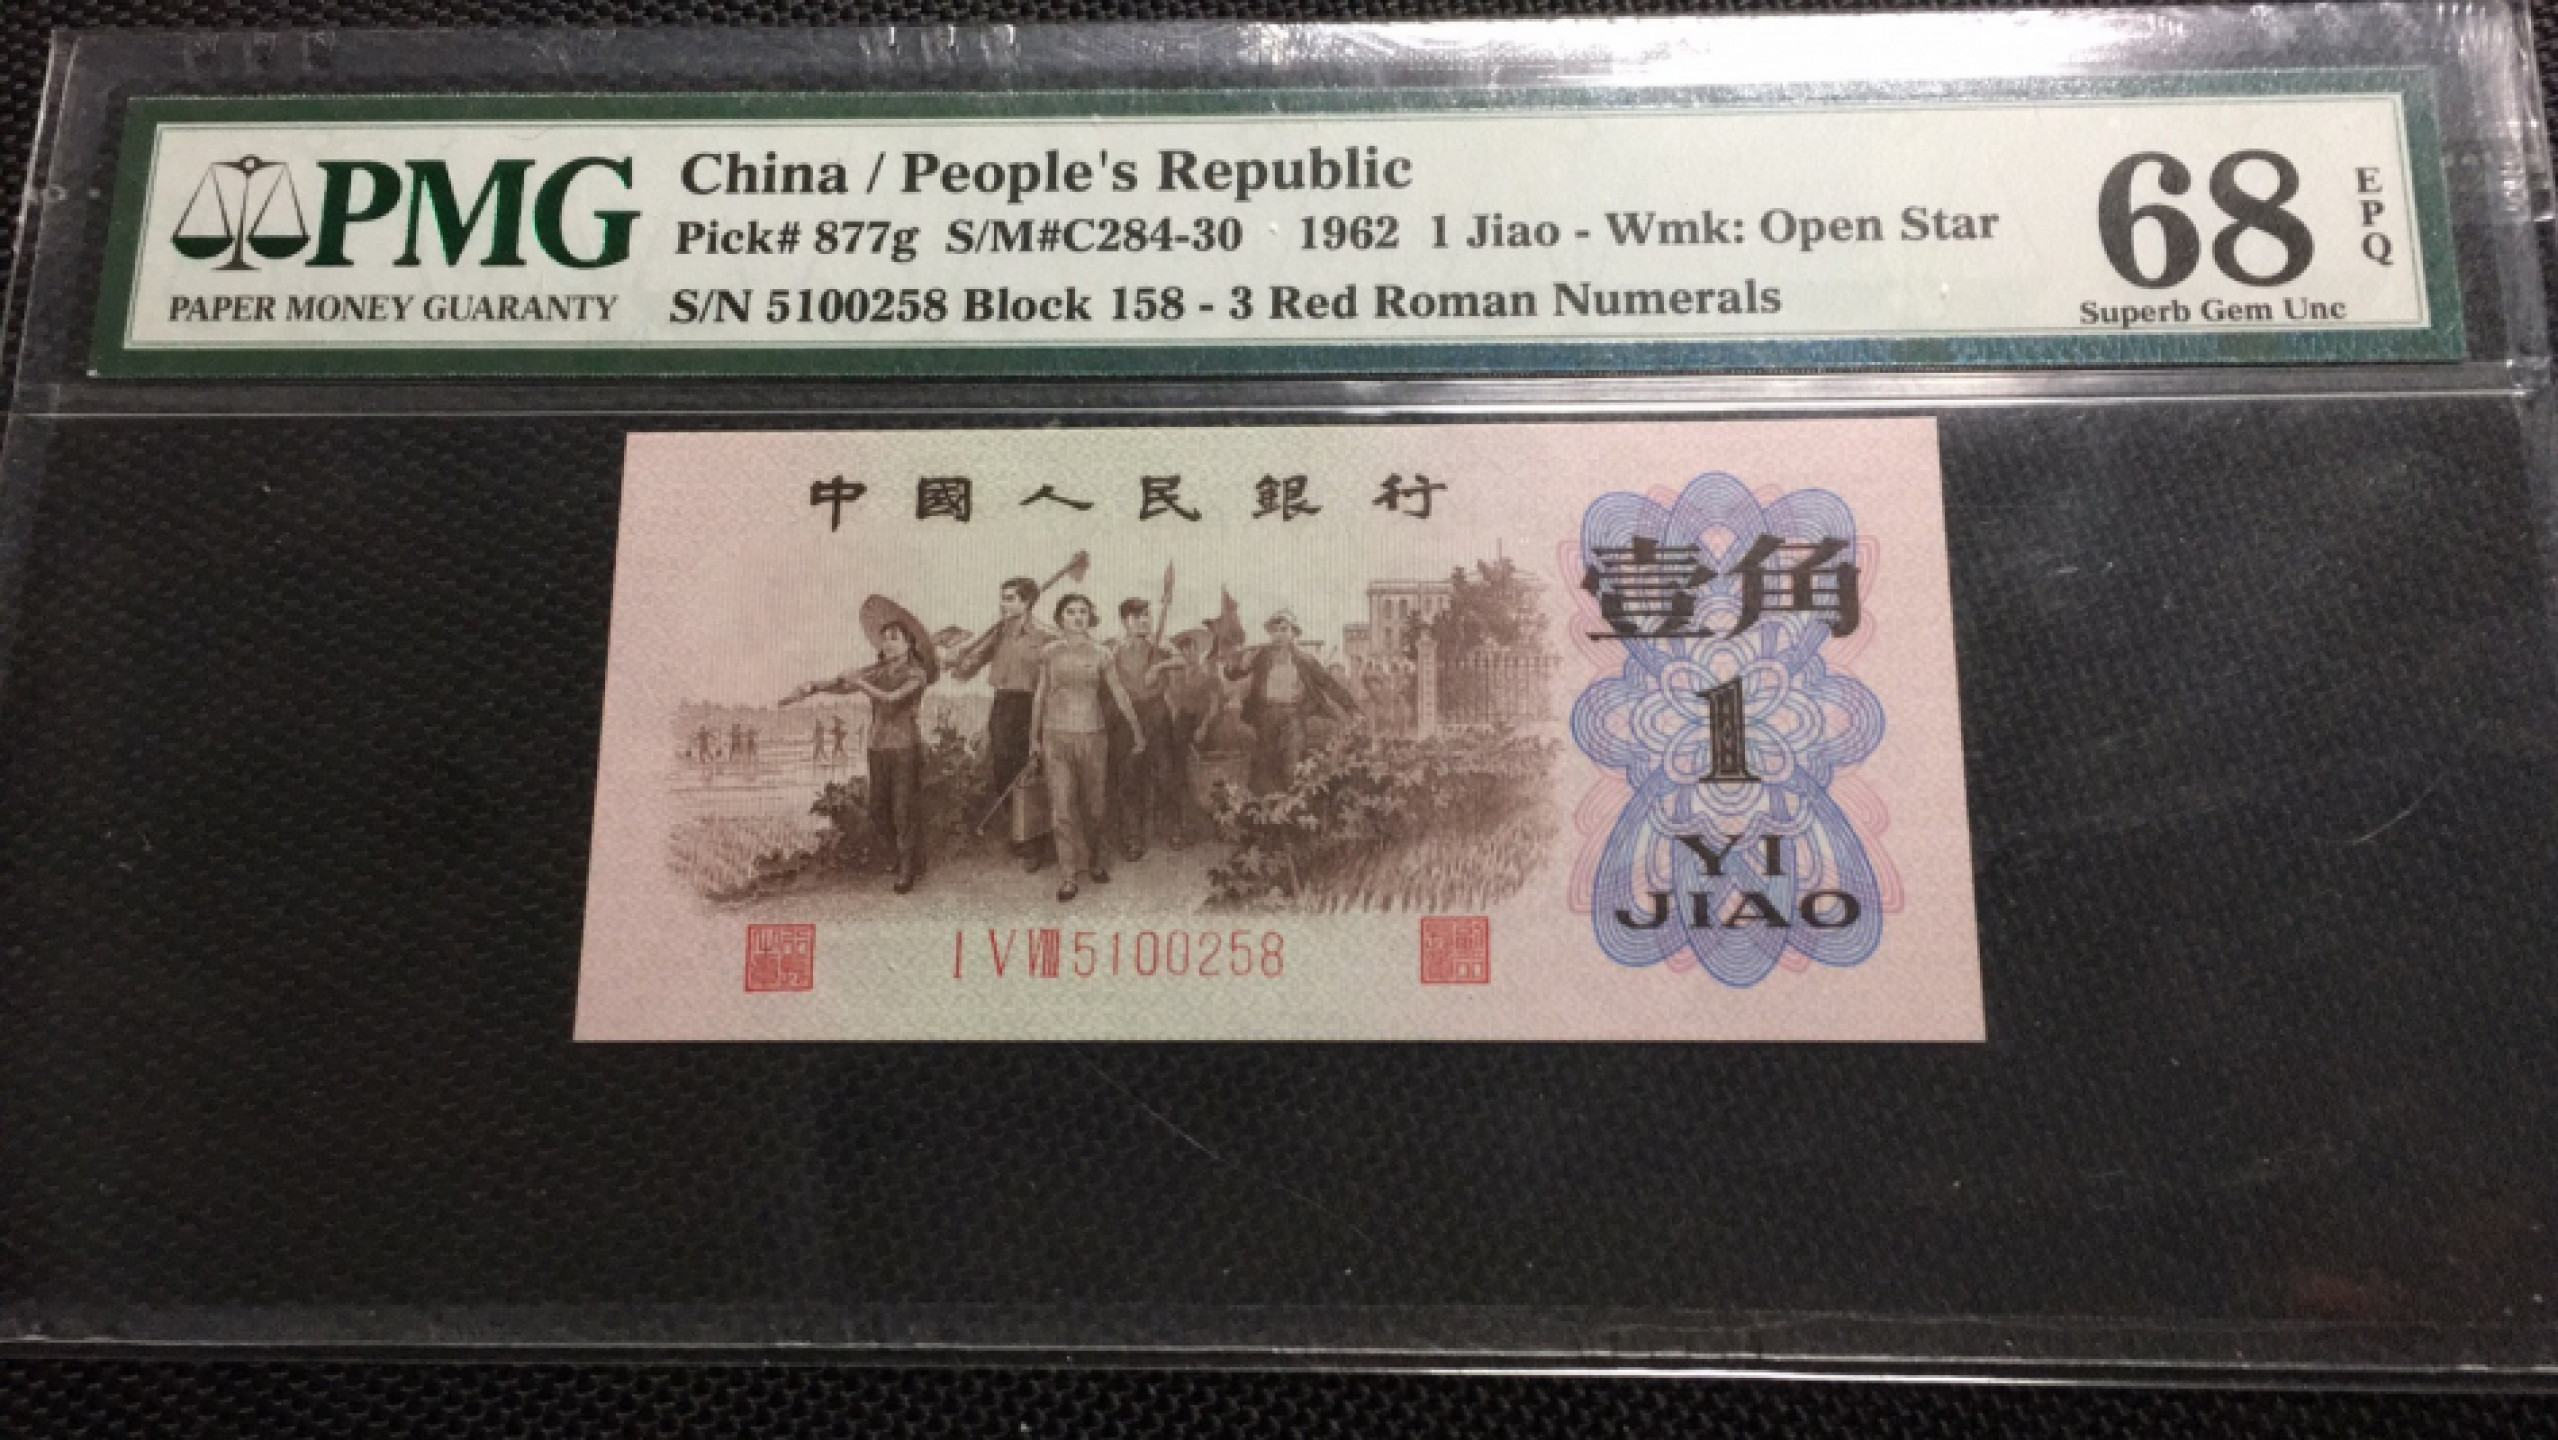 PMG
PAPER MONEY GUARANTY
China / People's Republic
Pick# 877g S/M#C284-30 1962 1 Jiao - Wmk: Open Star
S/N 5100258 Block 158 - 3 Red Roman Numerals
68
EPQ
Superb Gem Unc
中國人民銀行
壹角
1
YI
JIAO
I V VIII 5100258